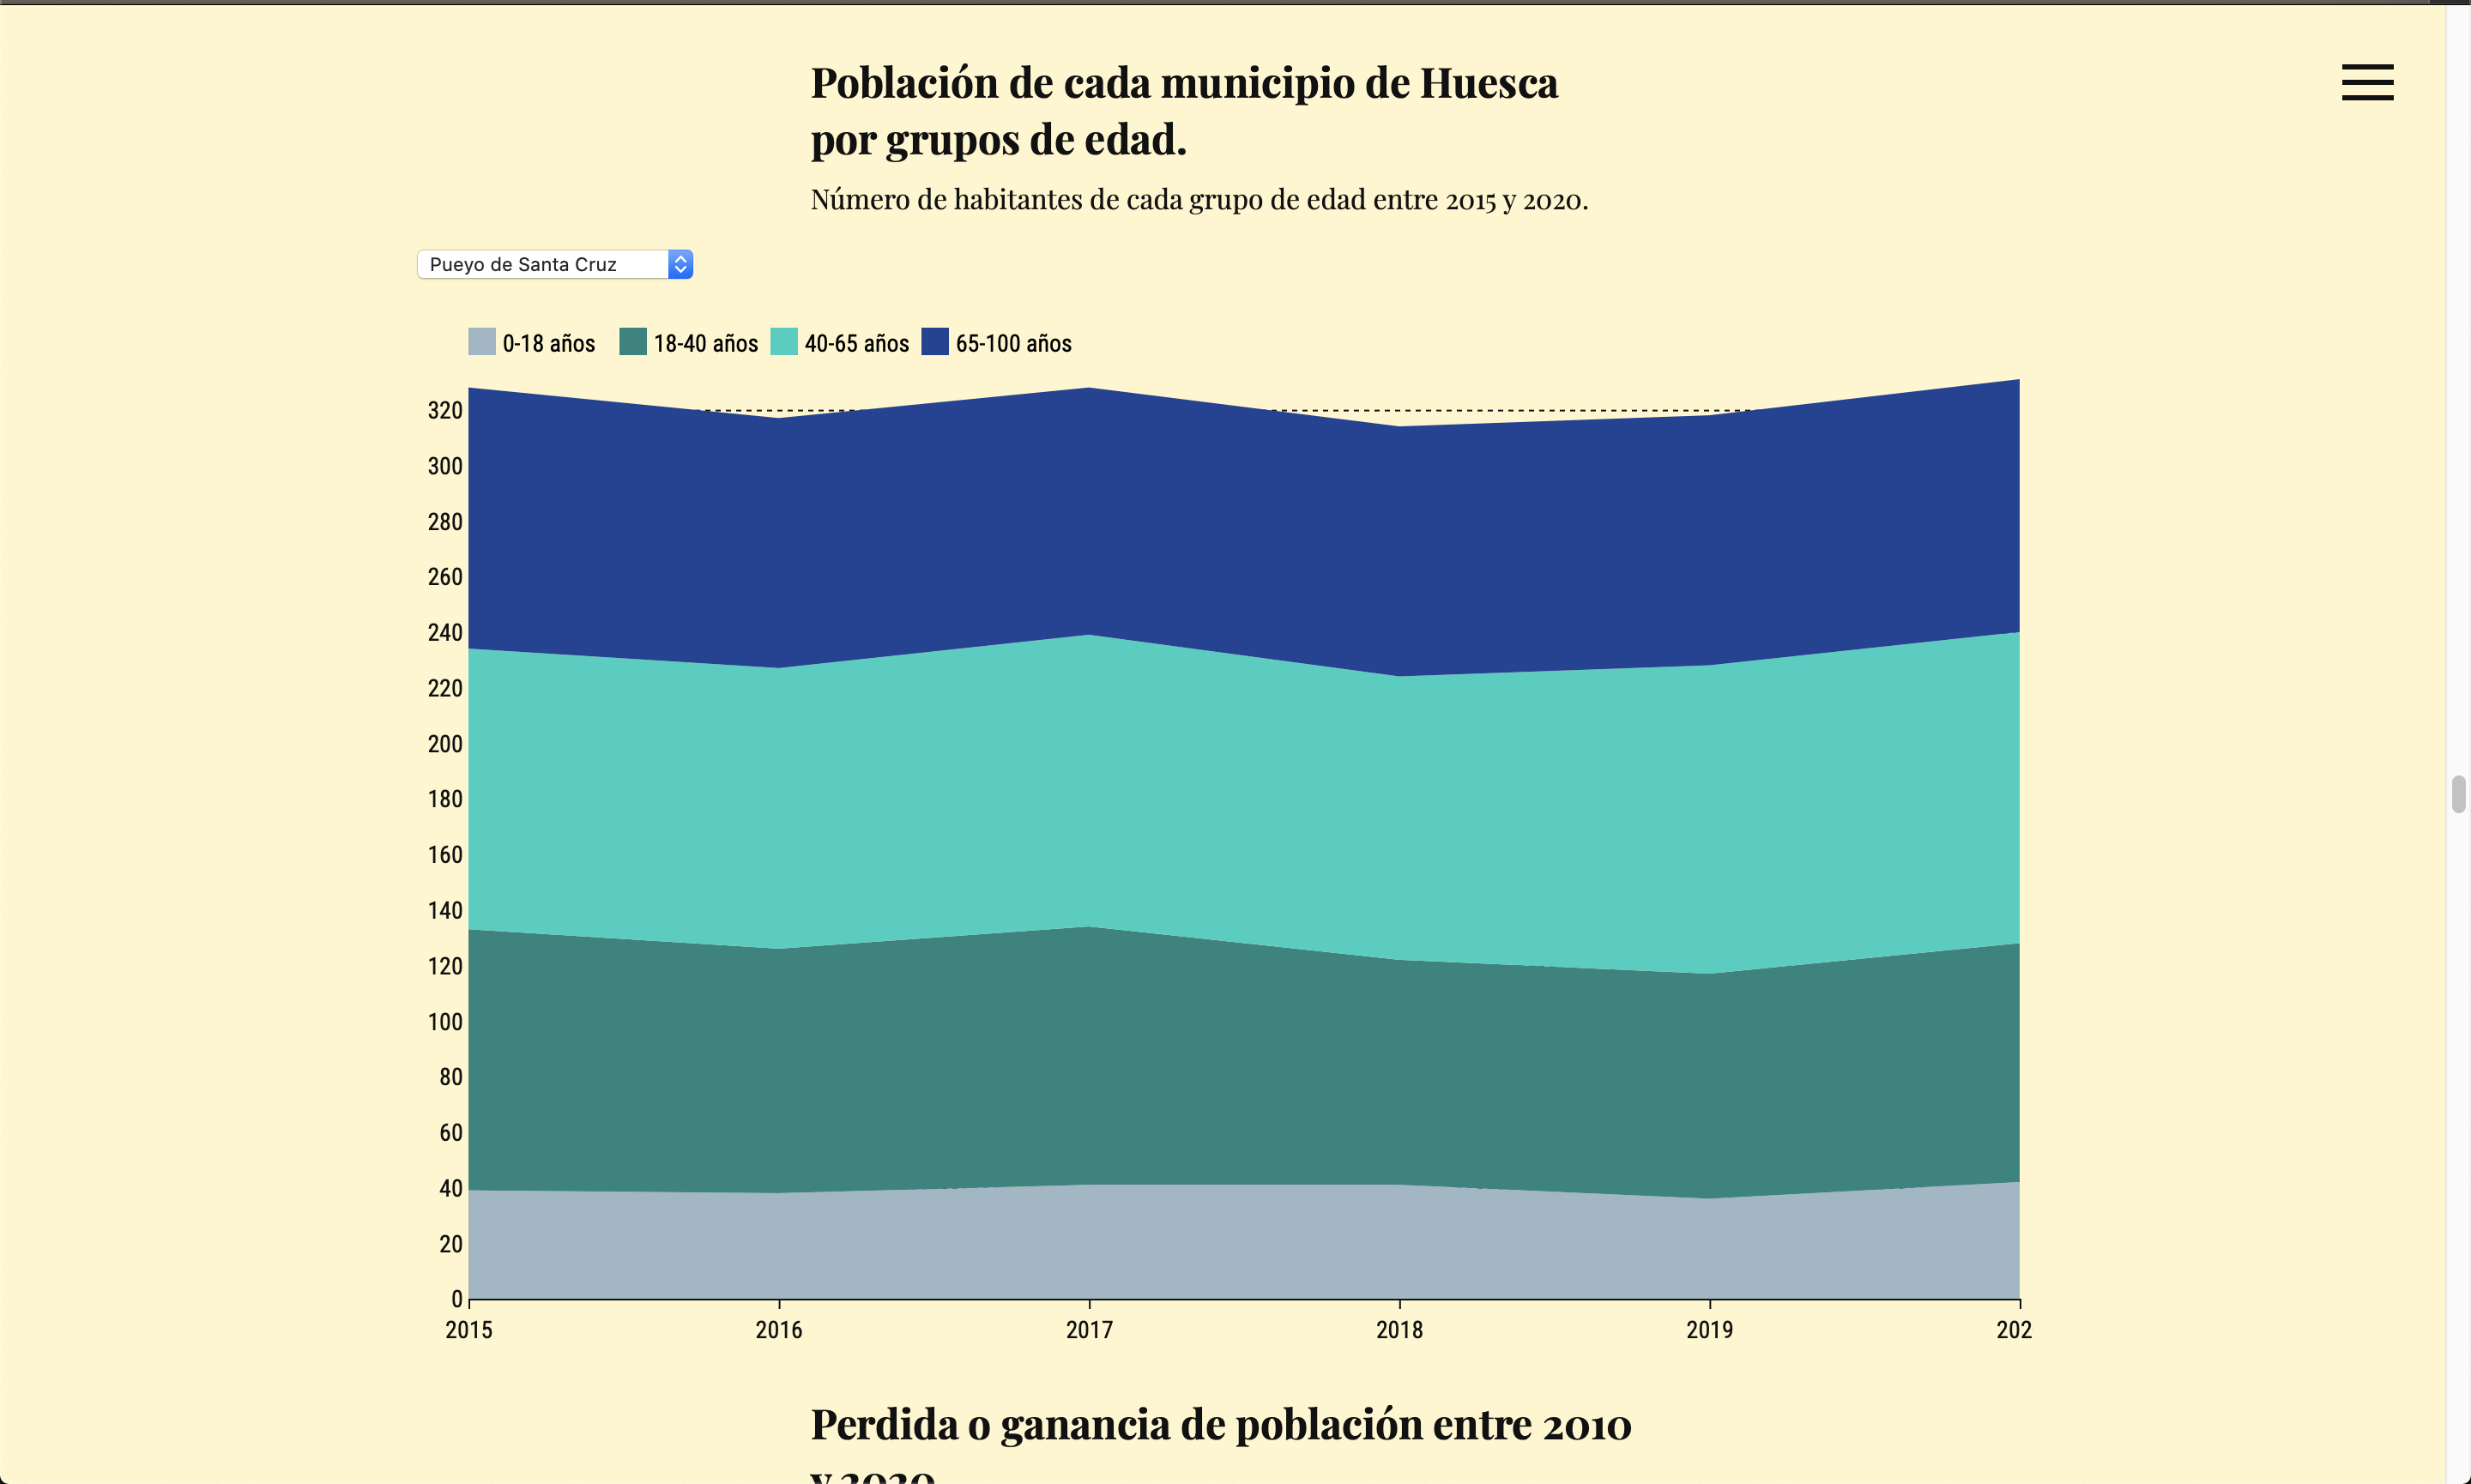 Población de cada municipio de Huesca
por grupos de edad.
Número de habitantes de cada grupo de edad entre 2015 y 2020.
Pueyo de Santa Cruz
0-18 años 18-40 años 40-65 años 65-100 años
320
300
280
260
240
220
200
180
160
140
120
100
80
60
40
20
0
2015 2016 2017 2018 2019 202
Perdida o ganancia de población entre 2010
y 2020